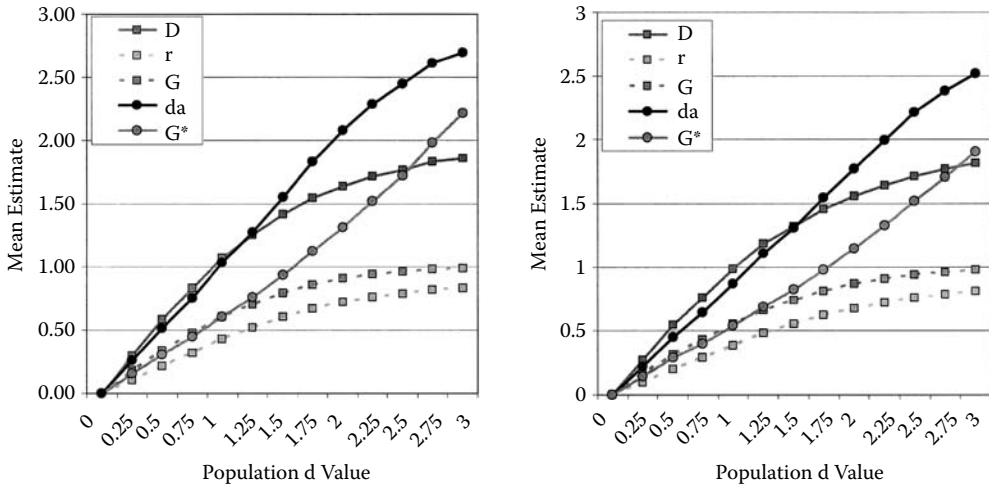 3.00
2.50
2.00
1.50
1.00
0.50
0.00
Mean Estimate
D
r
G
da
G*
0
0.25
0.5
0.75
1
1.25
1.5
1.75
2
2.25
2.5
2.75
3
Population d Value
3
2.5
2
1.5
1
0.5
0
Mean Estimate
D
r
G
da
G*
0
0.25
0.5
0.75
1
1.25
1.5
1.75
2
2.25
2.5
2.75
3
Population d Value